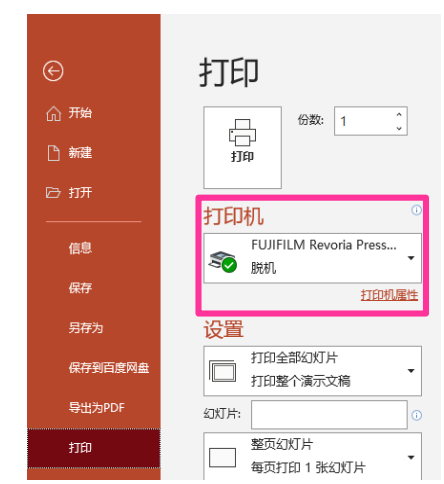 打印
开始
新建
打开
信息
保存
另存为
保存到百度网盘
导出为PDF
打印
打印
份数: 1
打印机
FUJIFILM Revoria Press...
脱机
打印机属性
设置
打印全部幻灯片
打印整个演示文稿
幻灯片:
整页幻灯片
每页打印 1 张幻灯片